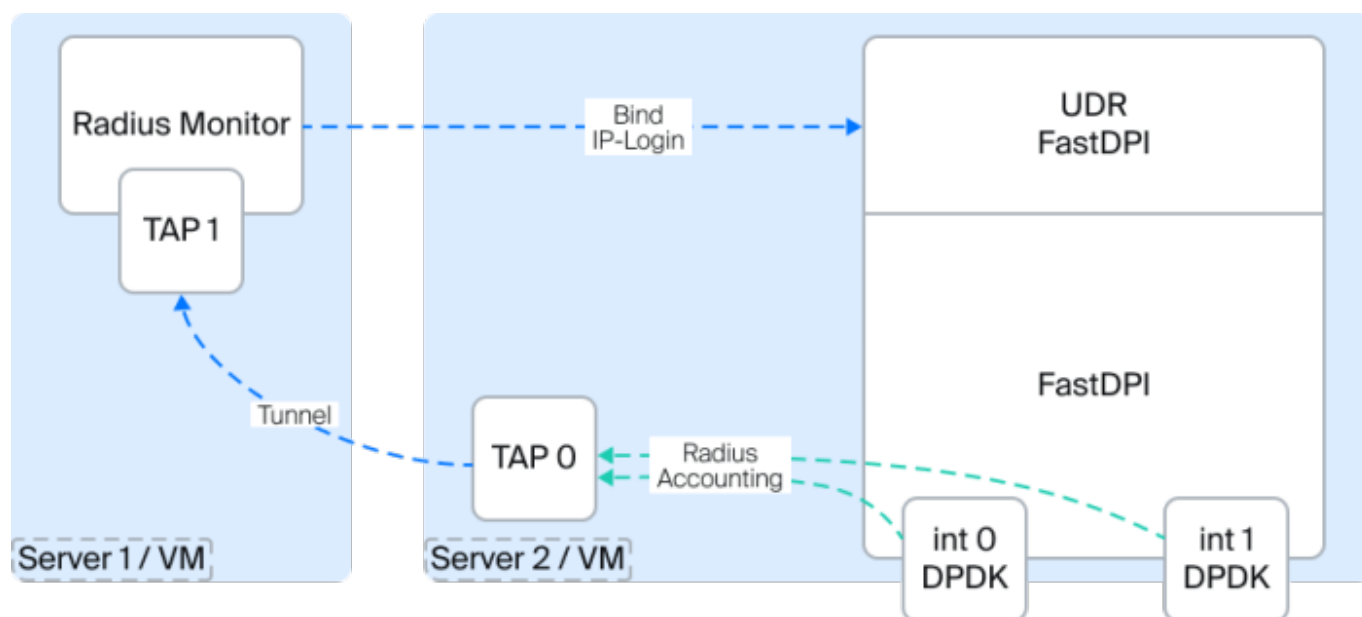 Radius Monitor
TAP 1
Bind
IP-Login
UDR
FastDPI
FastDPI
Tunnel
TAP 0
Radius
Accounting
int 0
DPDK
int 1
DPDK
Server 1 / VM
Server 2 / VM